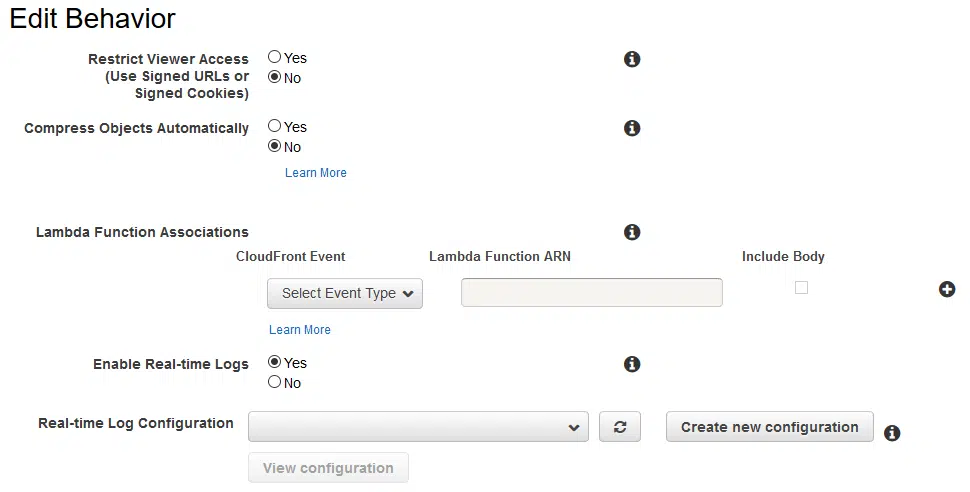 Edit Behavior
Restrict Viewer Access
(Use Signed URLs or
Signed Cookies)
Yes
No
Compress Objects Automatically
Yes
No
Learn More
Lambda Function Associations
CloudFront Event
Lambda Function ARN
Include Body
Select Event Type
Learn More
Enable Real-time Logs
Yes
No
Real-time Log Configuration
Create new configuration
View configuration